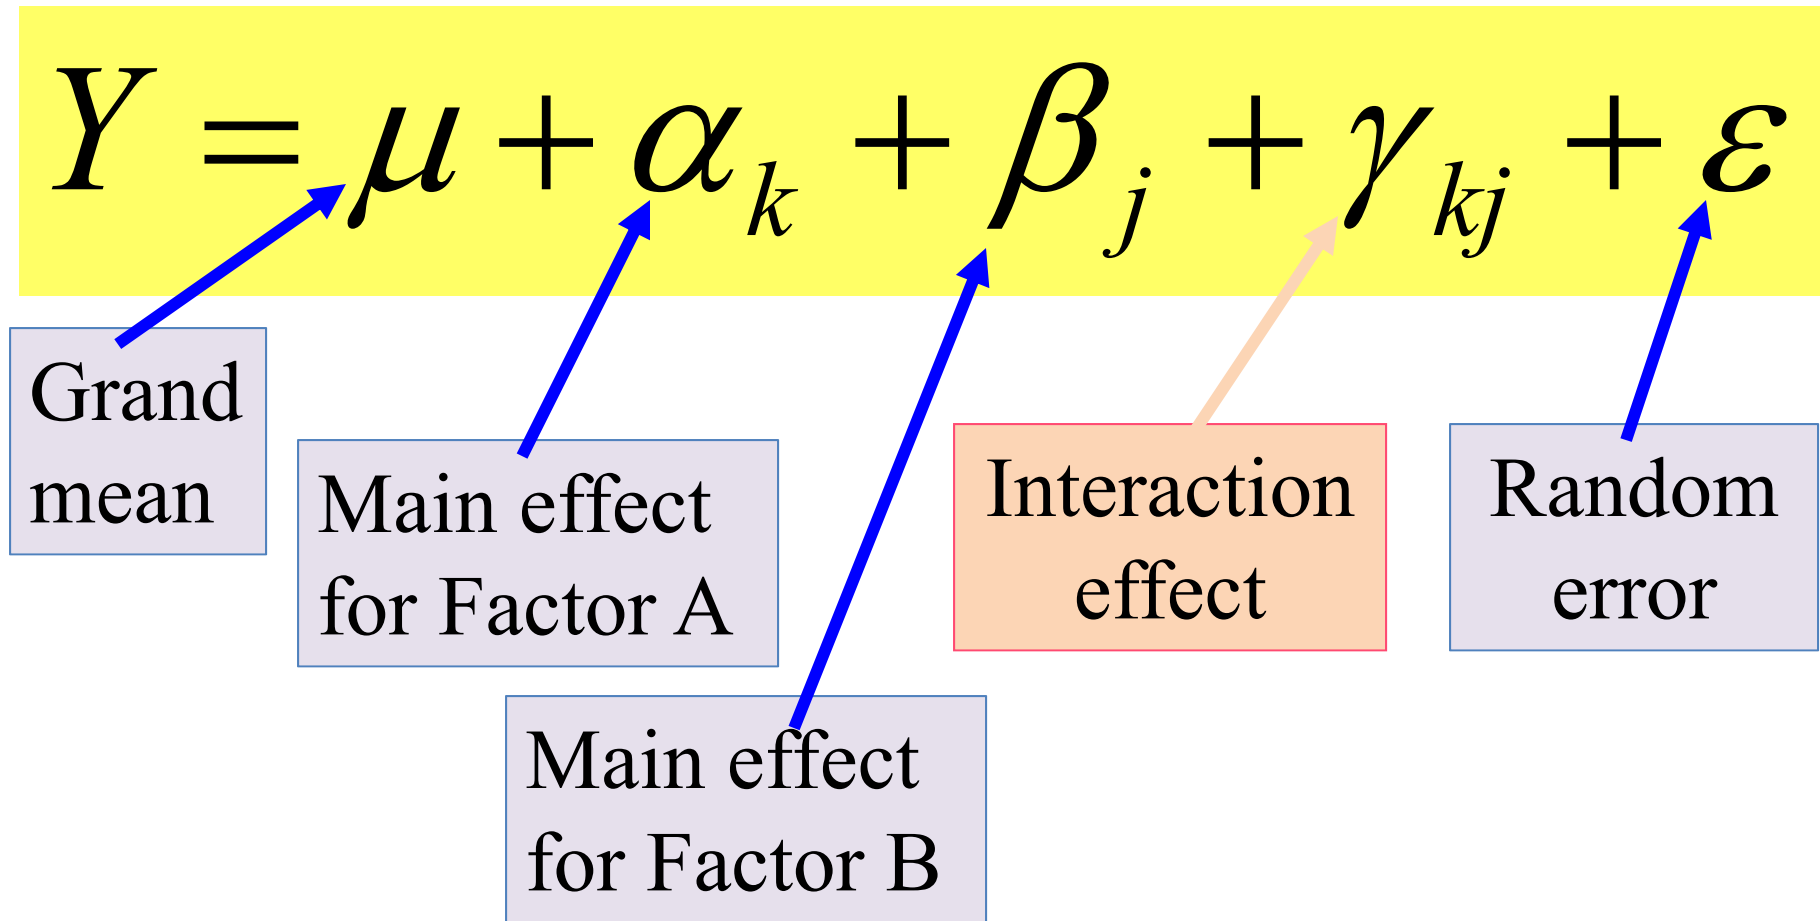 Y = μ + α_k + β_j + γ_kj + ε
Grand
mean
Main effect
for Factor A
Main effect
for Factor B
Interaction
effect
Random
error